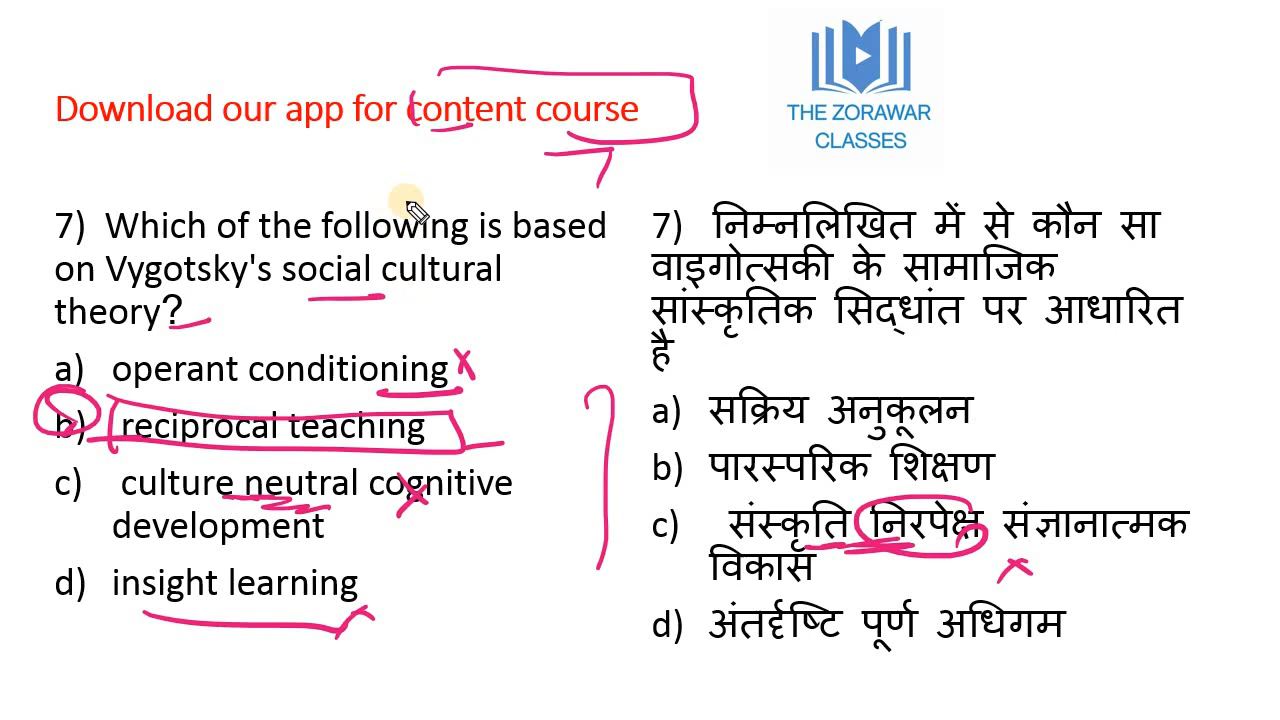 Download our app for content course
THE ZORAWAR
CLASSES
7) Which of the following is based
on Vygotsky's social cultural
theory?
a) operant conditioning
b) reciprocal teaching
c) culture neutral cognitive
development
d) insight learning
7) निम्नलिखित में से कौन सा
वाइगोत्सकी के सामाजिक
सांस्कृतिक सिद्धांत पर आधारित
है
a) सक्रिय अनुकूलन
b) पारस्परिक शिक्षण
c) संस्कृति निरपेक्ष संज्ञानात्मक
विकास
d) अंतर्दृष्टि पूर्ण अधिगम